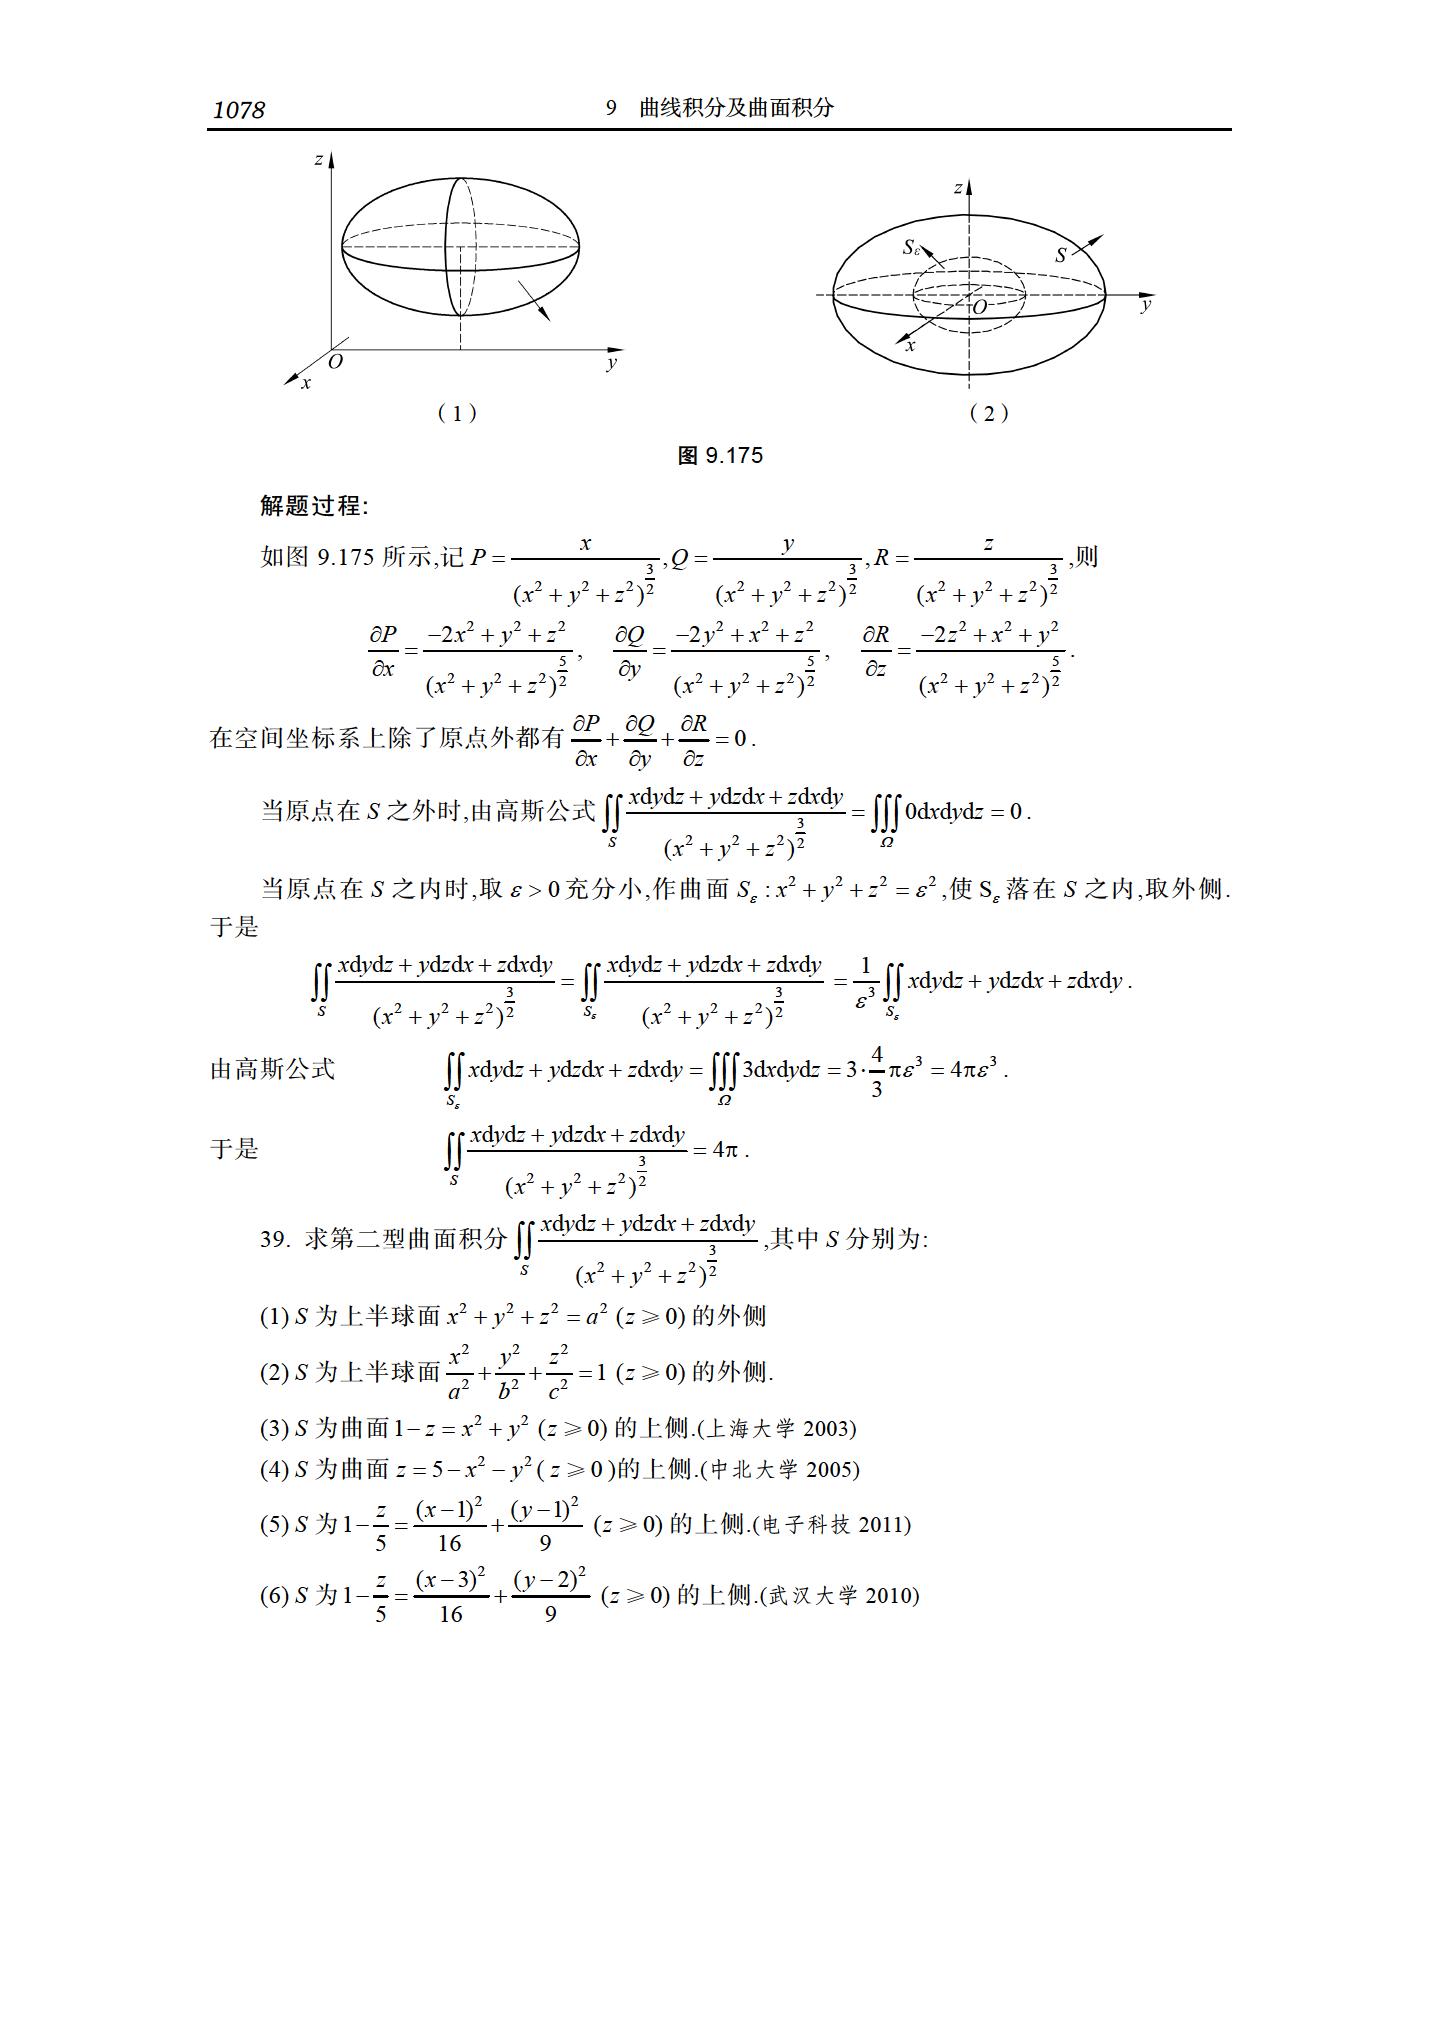 1078 9 曲线积分及曲面积分
z
y
O
x
z
Sε
S
O
y
x
(1) (2)
图 9.175
解题过程:
如图 9.175 所示,记 $P=\frac{x}{(x^2+y^2+z^2)^{\frac{3}{2}}},Q=\frac{y}{(x^2+y^2+z^2)^{\frac{3}{2}}},R=\frac{z}{(x^2+y^2+z^2)^{\frac{3}{2}}}$,则
$\frac{\partial P}{\partial x}=\frac{-2x^2+y^2+z^2}{(x^2+y^2+z^2)^{\frac{5}{2}}}, \frac{\partial Q}{\partial y}=\frac{-2y^2+x^2+z^2}{(x^2+y^2+z^2)^{\frac{5}{2}}}, \frac{\partial R}{\partial z}=\frac{-2z^2+x^2+y^2}{(x^2+y^2+z^2)^{\frac{5}{2}}}.$
在空间坐标系上除了原点外都有 $\frac{\partial P}{\partial x}+\frac{\partial Q}{\partial y}+\frac{\partial R}{\partial z}=0.$
当原点在 S 之外时,由高斯公式 $\iint_S\frac{x\mathrm{d}y\mathrm{d}z+y\mathrm{d}z\mathrm{d}x+z\mathrm{d}x\mathrm{d}y}{(x^2+y^2+z^2)^{\frac{3}{2}}}=\iiint_\Omega 0\mathrm{d}x\mathrm{d}y\mathrm{d}z=0.$
当原点在 S 之内时,取 $\varepsilon>0$ 充分小,作曲面 $S_\varepsilon:x^2+y^2+z^2=\varepsilon^2$,使 $\mathrm{S}_\varepsilon$ 落在 S 之内,取外侧.
于是
$\iint_S\frac{x\mathrm{d}y\mathrm{d}z+y\mathrm{d}z\mathrm{d}x+z\mathrm{d}x\mathrm{d}y}{(x^2+y^2+z^2)^{\frac{3}{2}}}=\iint_{S_\varepsilon}\frac{x\mathrm{d}y\mathrm{d}z+y\mathrm{d}z\mathrm{d}x+z\mathrm{d}x\mathrm{d}y}{(x^2+y^2+z^2)^{\frac{3}{2}}}=\frac{1}{\varepsilon^3}\iint_{S_\varepsilon}x\mathrm{d}y\mathrm{d}z+y\mathrm{d}z\mathrm{d}x+z\mathrm{d}x\mathrm{d}y.$
由高斯公式 $\iint_{S_\varepsilon}x\mathrm{d}y\mathrm{d}z+y\mathrm{d}z\mathrm{d}x+z\mathrm{d}x\mathrm{d}y=\iiint_\Omega 3\mathrm{d}x\mathrm{d}y\mathrm{d}z=3\cdot\frac{4}{3}\pi\varepsilon^3=4\pi\varepsilon^3.$
于是 $\iint_S\frac{x\mathrm{d}y\mathrm{d}z+y\mathrm{d}z\mathrm{d}x+z\mathrm{d}x\mathrm{d}y}{(x^2+y^2+z^2)^{\frac{3}{2}}}=4\pi.$
39. 求第二型曲面积分 $\iint_S\frac{x\mathrm{d}y\mathrm{d}z+y\mathrm{d}z\mathrm{d}x+z\mathrm{d}x\mathrm{d}y}{(x^2+y^2+z^2)^{\frac{3}{2}}}$,其中 S 分别为:
(1) S 为上半球面 $x^2+y^2+z^2=a^2$ $(z\geqslant 0)$ 的外侧
(2) S 为上半球面 $\frac{x^2}{a^2}+\frac{y^2}{b^2}+\frac{z^2}{c^2}=1$ $(z\geqslant 0)$ 的外侧.
(3) S 为曲面 $1-z=x^2+y^2$ $(z\geqslant 0)$ 的上侧.(上海大学 2003)
(4) S 为曲面 $z=5-x^2-y^2$ $(z\geqslant 0)$的上侧.(中北大学 2005)
(5) S 为 $1-\frac{z}{5}=\frac{(x-1)^2}{16}+\frac{(y-1)^2}{9}$ $(z\geqslant 0)$ 的上侧.(电子科技 2011)
(6) S 为 $1-\frac{z}{5}=\frac{(x-3)^2}{16}+\frac{(y-2)^2}{9}$ $(z\geqslant 0)$ 的上侧.(武汉大学 2010)